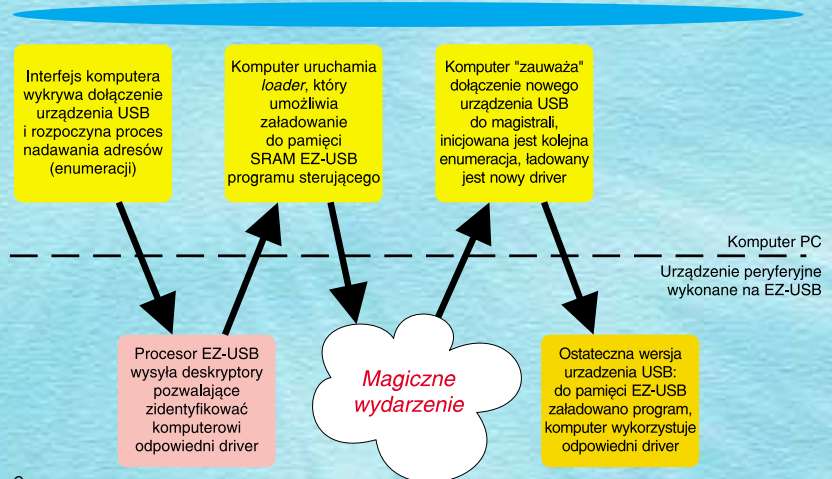 Interfejs komputera
wykrywa dołączenie
urządzenia USB
i rozpoczyna proces
nadawania adresów
(enumeracji)
Komputer uruchamia
loader, który
umożliwia
załadowanie
do pamięci
SRAM EZ-USB
programu sterującego
Komputer "zauważa"
dołączenie nowego
urządzenia USB
do magistrali,
inicjowana jest kolejna
enumeracja, ładowany
jest nowy driver
Komputer PC
Urządzenie peryferyjne
wykonane na EZ-USB
Procesor EZ-USB
wysyła deskryptory
pozwalające
zidentyfikować
komputerowi
odpowiedni driver
Magiczne
wydarzenie
Ostateczna wersja
urzadzenia USB:
do pamięci EZ-USB
załadowano program,
komputer wykorzystuje
odpowiedni driver